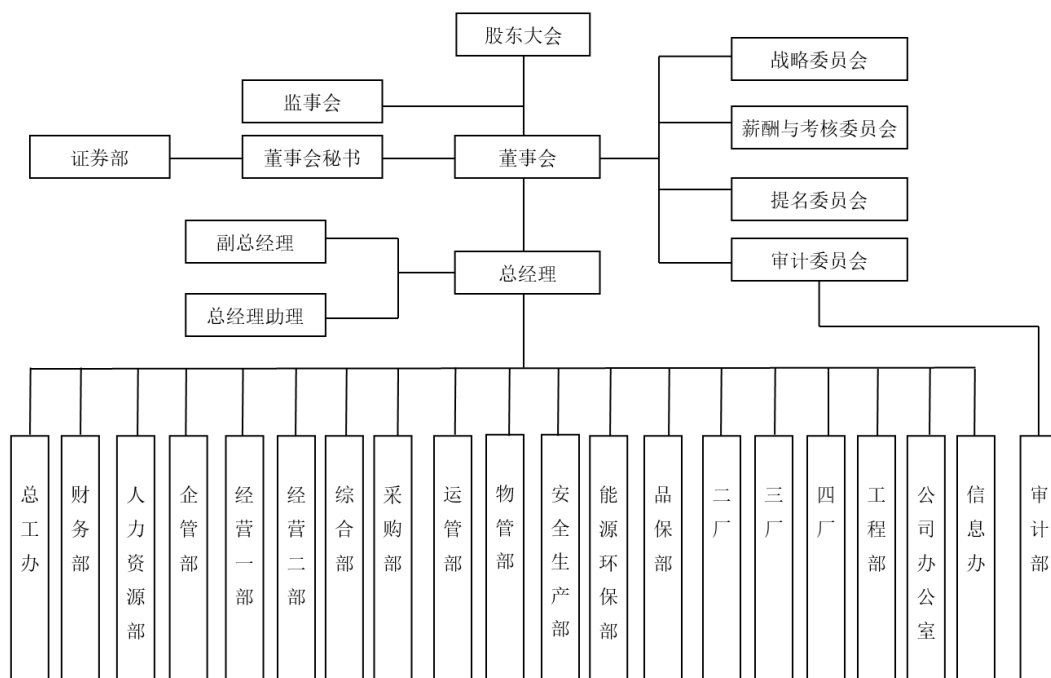 股东大会
战略委员会
监事会
薪酬与考核委员会
证券部
董事会秘书
董事会
提名委员会
副总经理
总经理
审计委员会
总经理助理
总工办
财务部
人力资源部
企管部
经营一部
经营二部
综合部
采购部
运管部
物管部
安全生产部
能源环保部
品保部
二厂
三厂
四厂
工程部
公司办公室
信息办
审计部